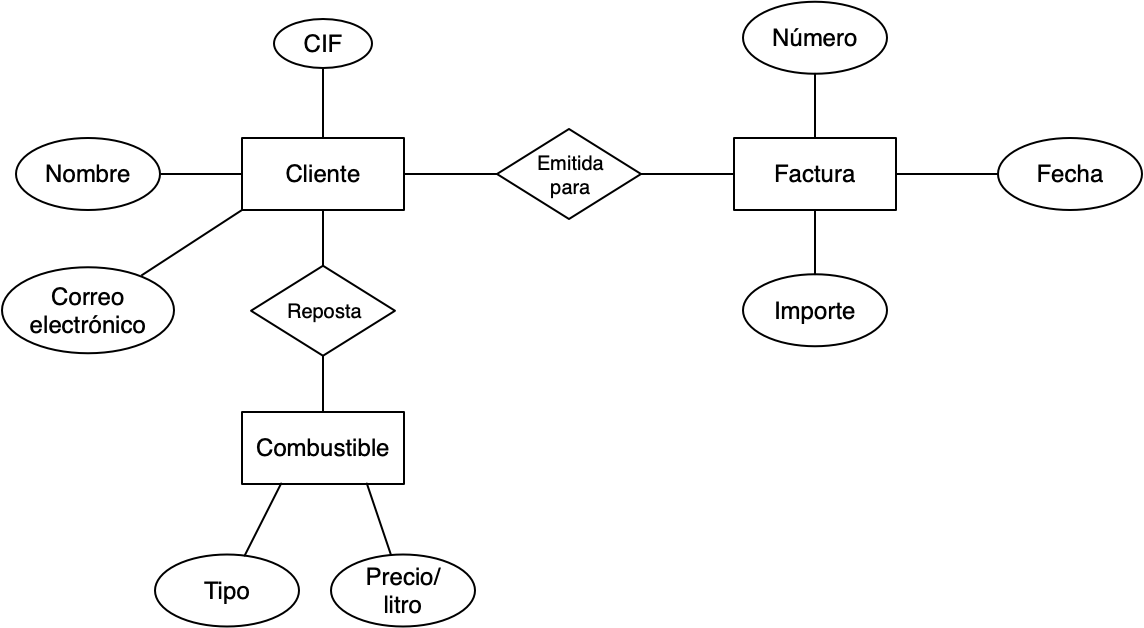 CIF
Número
Nombre
Cliente
Emitida
para
Factura
Fecha
Correo
electrónico
Reposta
Importe
Combustible
Tipo
Precio/
litro